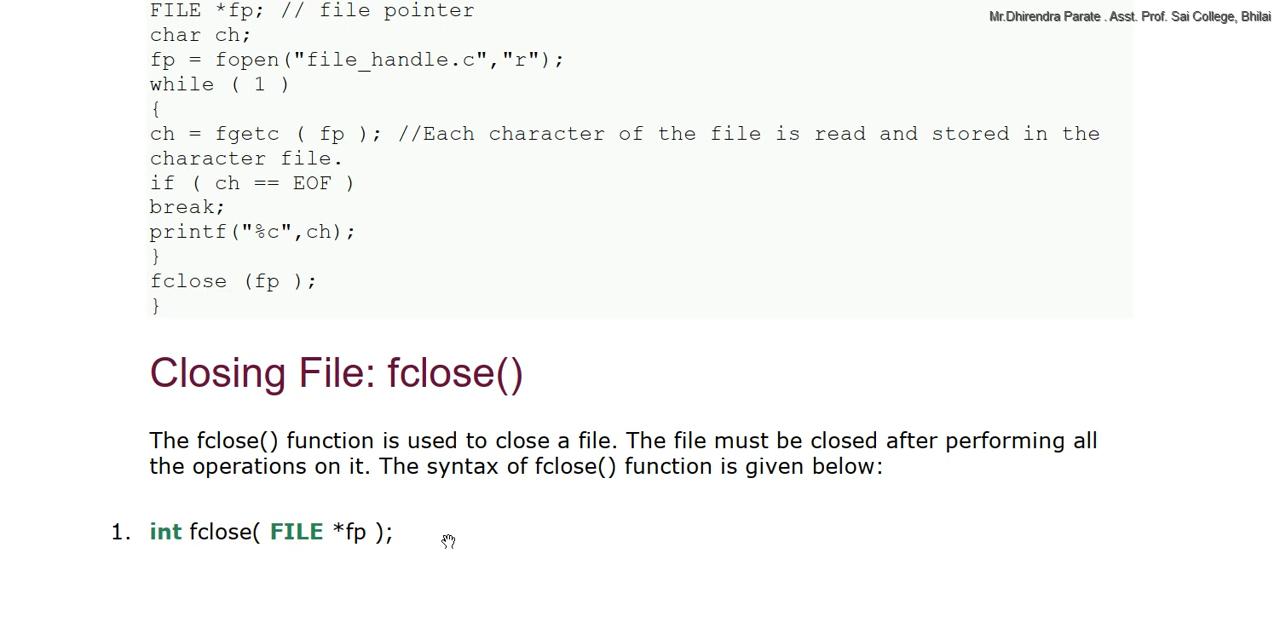 FILE *fp; // file pointer
Mr.Dhirendra Parate . Asst. Prof. Sai College, Bhilai
char ch;
fp = fopen("file_handle.c","r");
while ( 1 )
{
ch = fgetc ( fp ); //Each character of the file is read and stored in the
character file.
if ( ch == EOF )
break;
printf("%c",ch);
}
fclose (fp );
}
Closing File: fclose()
The fclose() function is used to close a file. The file must be closed after performing all
the operations on it. The syntax of fclose() function is given below:
1. int fclose( FILE *fp );